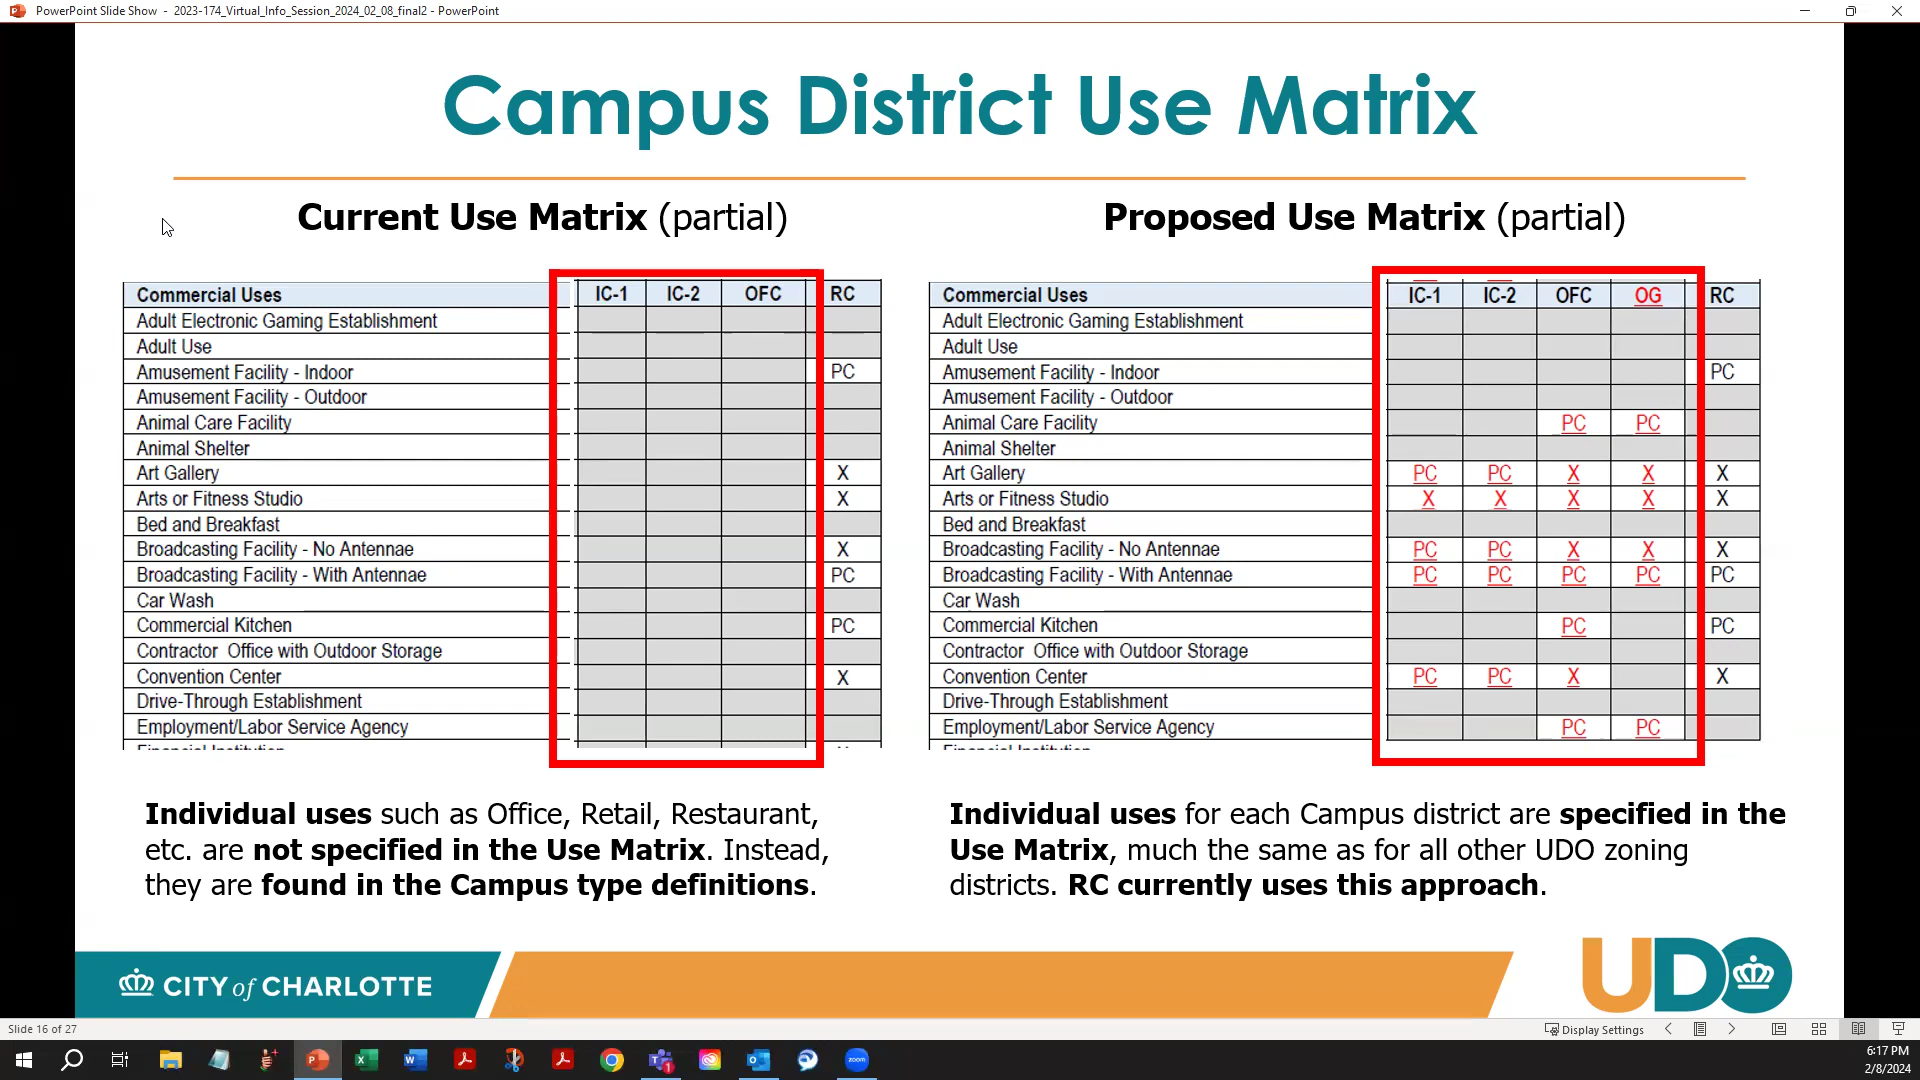 PowerPoint Slide Show - 2023-174_Virtual_Info_Session_2024_02_08_final2 - PowerPoint
Campus District Use Matrix
Current Use Matrix (partial)
Commercial Uses IC-1 IC-2 OFC RC
Adult Electronic Gaming Establishment
Adult Use
Amusement Facility - Indoor PC
Amusement Facility - Outdoor
Animal Care Facility
Animal Shelter
Art Gallery X
Arts or Fitness Studio X
Bed and Breakfast
Broadcasting Facility - No Antennae X
Broadcasting Facility - With Antennae PC
Car Wash
Commercial Kitchen PC
Contractor Office with Outdoor Storage
Convention Center X
Drive-Through Establishment
Employment/Labor Service Agency
Individual uses such as Office, Retail, Restaurant,
etc. are not specified in the Use Matrix. Instead,
they are found in the Campus type definitions.
Proposed Use Matrix (partial)
Commercial Uses IC-1 IC-2 OFC OG RC
Adult Electronic Gaming Establishment
Adult Use
Amusement Facility - Indoor PC
Amusement Facility - Outdoor
Animal Care Facility PC PC
Animal Shelter
Art Gallery PC PC X X X
Arts or Fitness Studio X X X X X
Bed and Breakfast
Broadcasting Facility - No Antennae PC PC X X X
Broadcasting Facility - With Antennae PC PC PC PC PC
Car Wash
Commercial Kitchen PC PC
Contractor Office with Outdoor Storage
Convention Center PC PC X X
Drive-Through Establishment
Employment/Labor Service Agency PC PC
Individual uses for each Campus district are specified in the
Use Matrix, much the same as for all other UDO zoning
districts. RC currently uses this approach.
CITY of CHARLOTTE
UDO
Slide 16 of 27
Display Settings
zoom
1
6:17 PM
2/8/2024